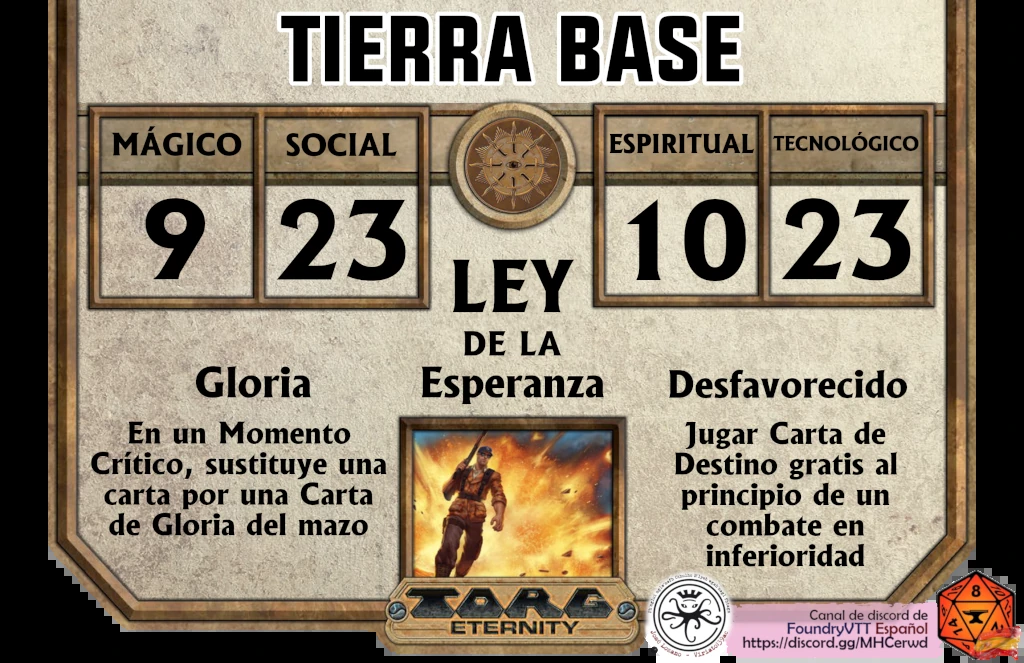 TIERRA BASE
MÁGICO
SOCIAL
ESPIRITUAL
TECNOLÓGICO
9
23
10
23
LEY
DE LA
Esperanza
Gloria
En un Momento
Crítico, sustituye una
carta por una Carta
de Gloria del mazo
Desfavorecido
Jugar Carta de
Destino gratis al
principio de un
combate en
inferioridad
TORG
ETERNITY
Canal de discord de
FoundryVTT Español
https://discord.gg/MHCerwd
8